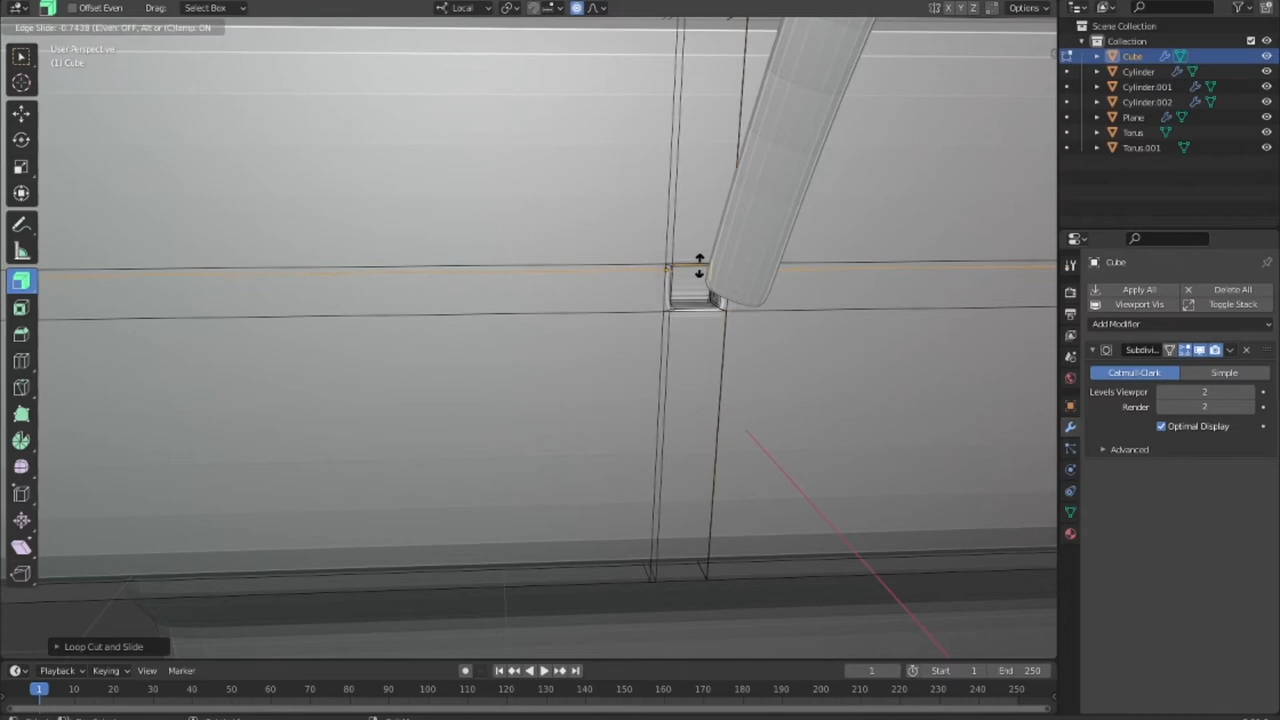 Offset Even
Drag:
Select Box
Local
X Y Z
Options
Edge Slide: -0.7438 (E)ven: OFF, Alt or (C)lamp: ON
User Perspective
(1) Cube
Scene Collection
Collection
Cube
Cylinder
Cylinder.001
Cylinder.002
Plane
Torus
Torus.001
Cube
Apply All
Delete All
Viewport Vis
Toggle Stack
Add Modifier
Subdivi...
Catmull-Clark
Simple
Levels Viewpor
2
Render
2
Optimal Display
Advanced
Loop Cut and Slide
Playback
Keying
View
Marker
1
Start 1
End 250
1 10 20 30 40 50 60 70 80 90 100 110 120 130 140 150 160 170 180 190 200 210 220 230 240 250